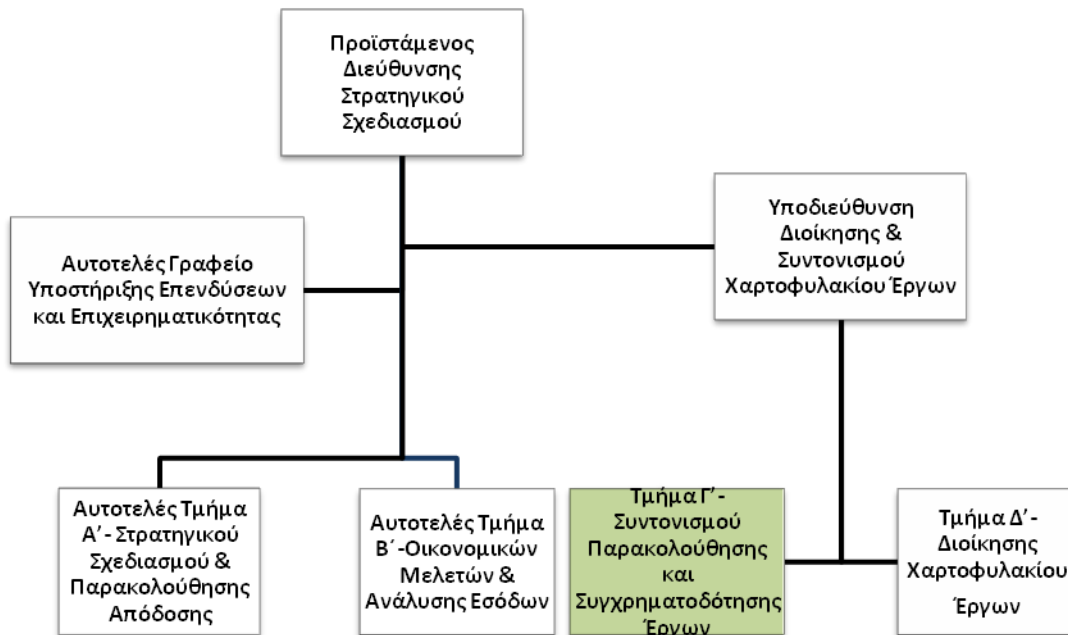 Προϊστάμενος
Διεύθυνσης
Στρατηγικού
Σχεδιασμού
Υποδιεύθυνση
Διοίκησης &
Συντονισμού
Χαρτοφυλακίου Έργων
Αυτοτελές Γραφείο
Υποστήριξης Επενδύσεων
και Επιχειρηματικότητας
Αυτοτελές Τμήμα
Α’- Στρατηγικού
Σχεδιασμού &
Παρακολούθησης
Απόδοσης
Αυτοτελές Τμήμα
Β΄-Οικονομικών
Μελετών &
Ανάλυσης Εσόδων
Τμήμα Γ’-
Συντονισμού
Παρακολούθησης
και
Συγχρηματοδότησης
Έργων
Τμήμα Δ’-
Διοίκησης
Χαρτοφυλακίου
Έργων